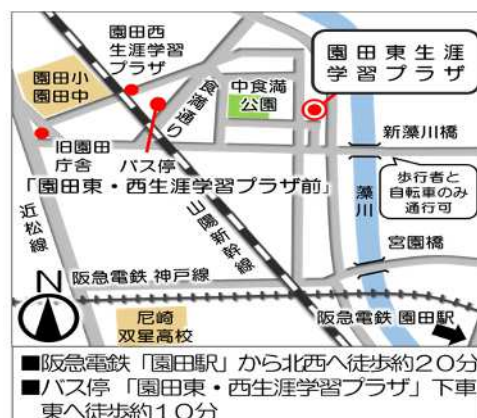 園田西
生涯学習
プラザ
園田東生涯
学習プラザ
園田小
園田中
食満通り
中食満
公園
新藻川橋
旧園田
庁舎
バス停
「園田東・西生涯学習プラザ前」
歩行者と
自転車のみ
通行可
藻川
近松線
山陽新幹線
宮園橋
N
阪急電鉄 神戸線
尼崎
双星高校
阪急電鉄 園田駅
■阪急電鉄「園田駅」から北西へ徒歩約20分
■バス停「園田東・西生涯学習プラザ」下車
東へ徒歩約10分